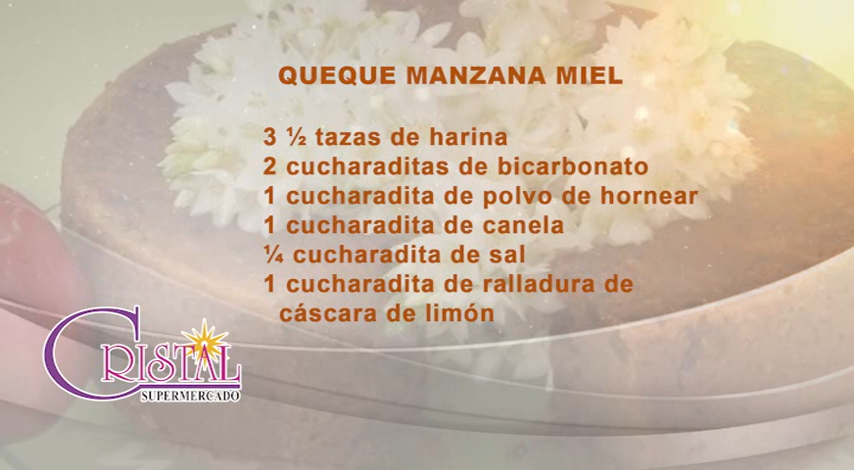 QUEQUE MANZANA MIEL
3 ½ tazas de harina
2 cucharaditas de bicarbonato
1 cucharadita de polvo de hornear
1 cucharadita de canela
¼ cucharadita de sal
1 cucharadita de ralladura de
cáscara de limón
CRISTAL
SUPERMERCADO